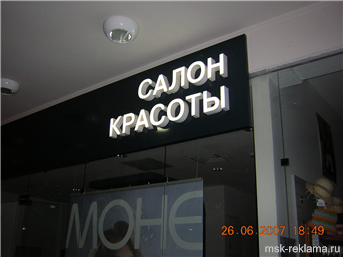 САЛОН
КРАСОТЫ
МОНЕ
26.06.2007 18:49
msk-reklama.ru